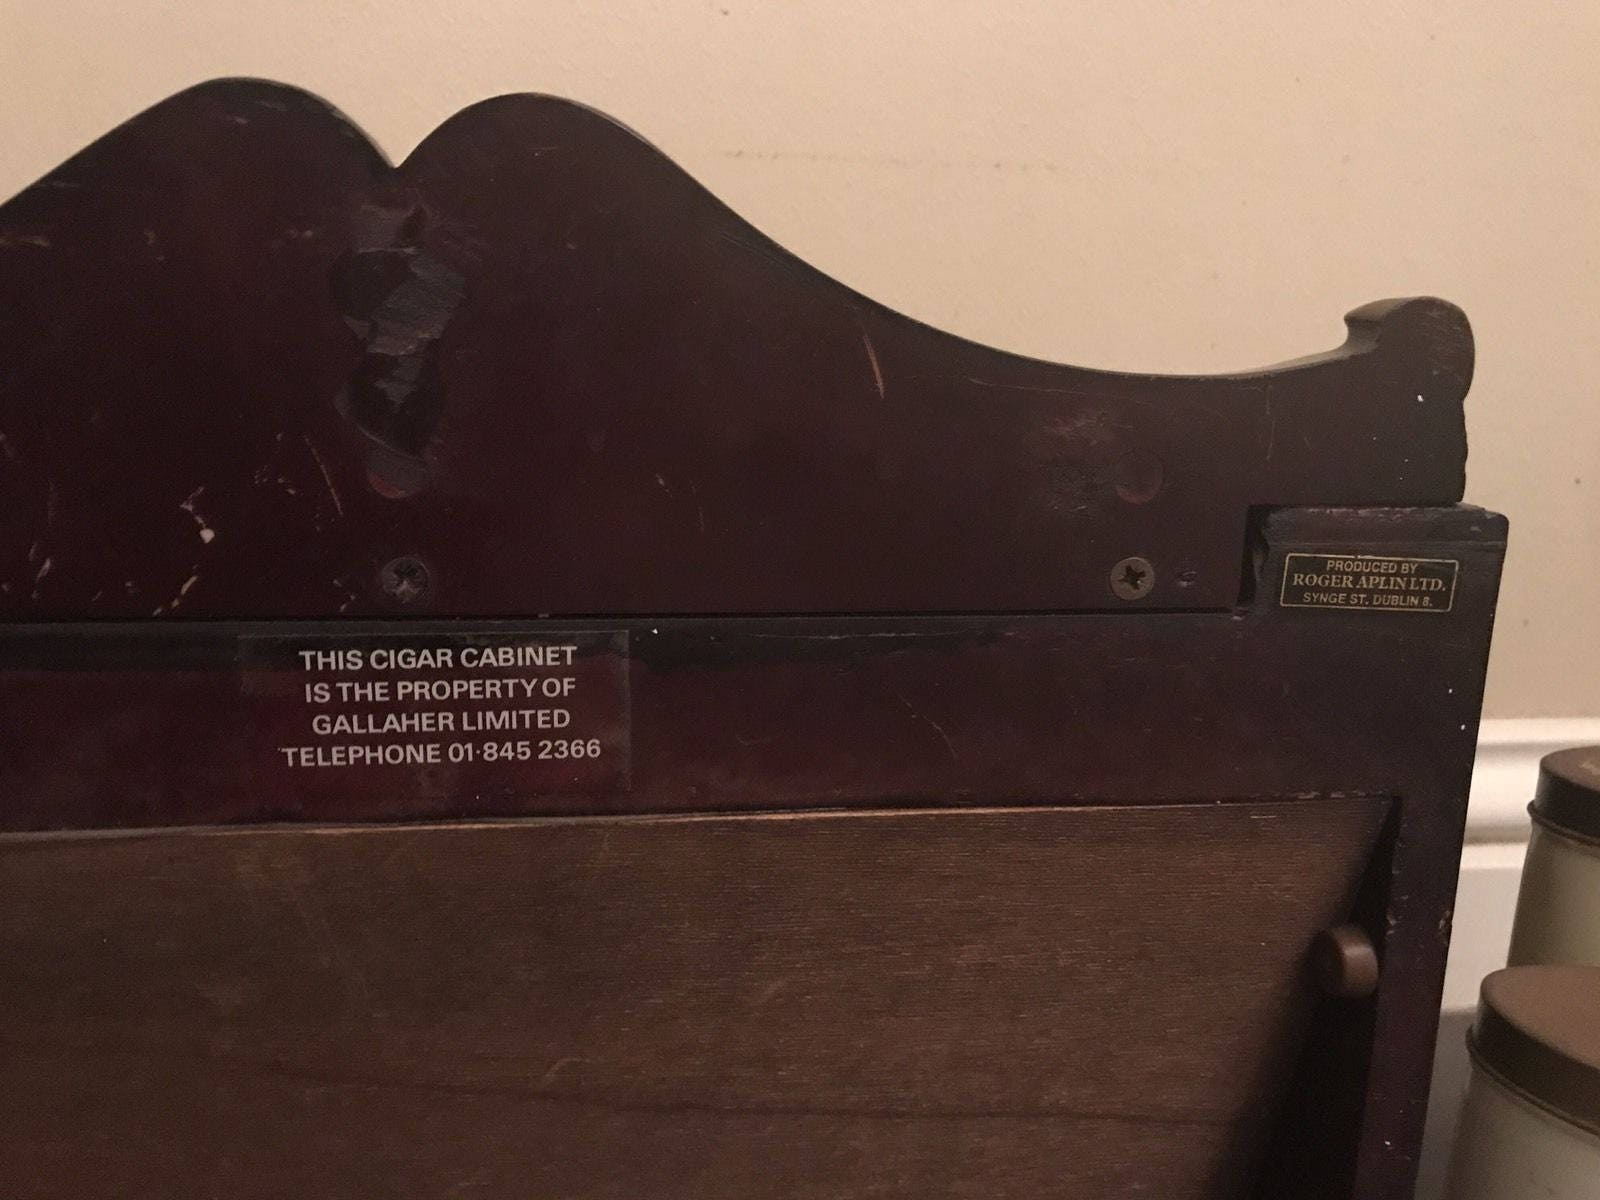 THIS CIGAR CABINET
IS THE PROPERTY OF
GALLAHER LIMITED
TELEPHONE 01·845 2366
PRODUCED BY
ROGER APLIN LTD.
SYNGE ST. DUBLIN 8.